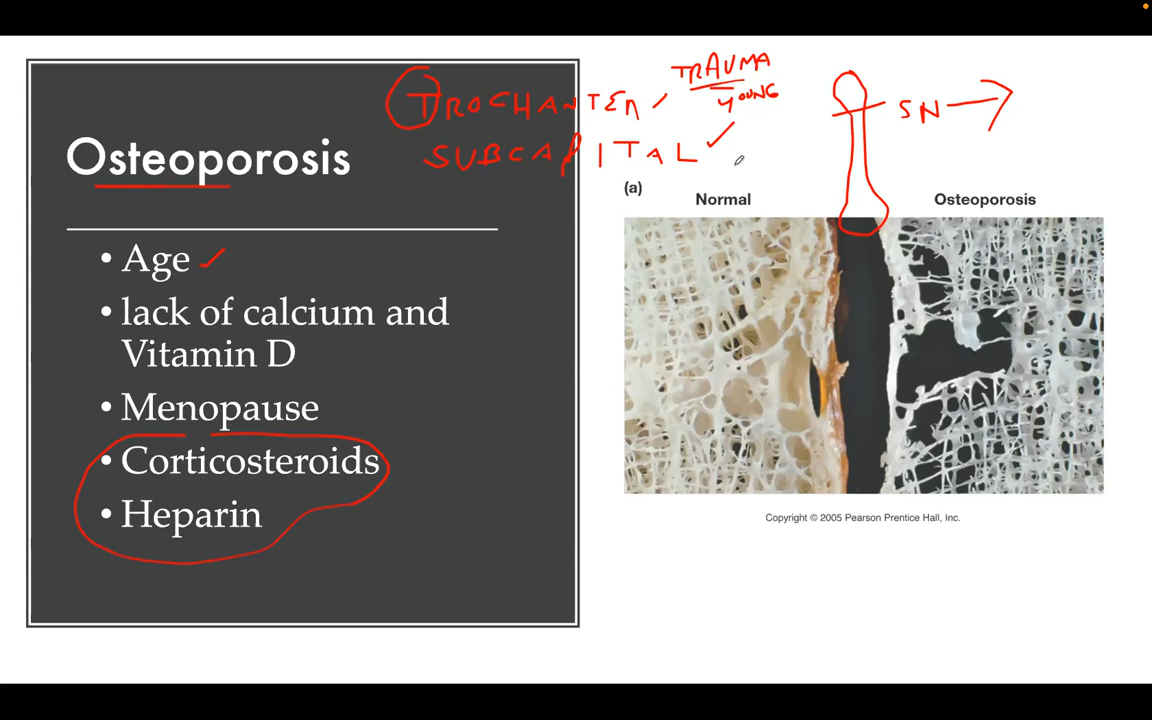 TRAUMA
YOUNG
TROCHANTER
SN
SUBCAPITAL
Osteoporosis
• Age
• lack of calcium and
Vitamin D
• Menopause
• Corticosteroids
• Heparin
(a)
Normal
Osteoporosis
Copyright © 2005 Pearson Prentice Hall, Inc.